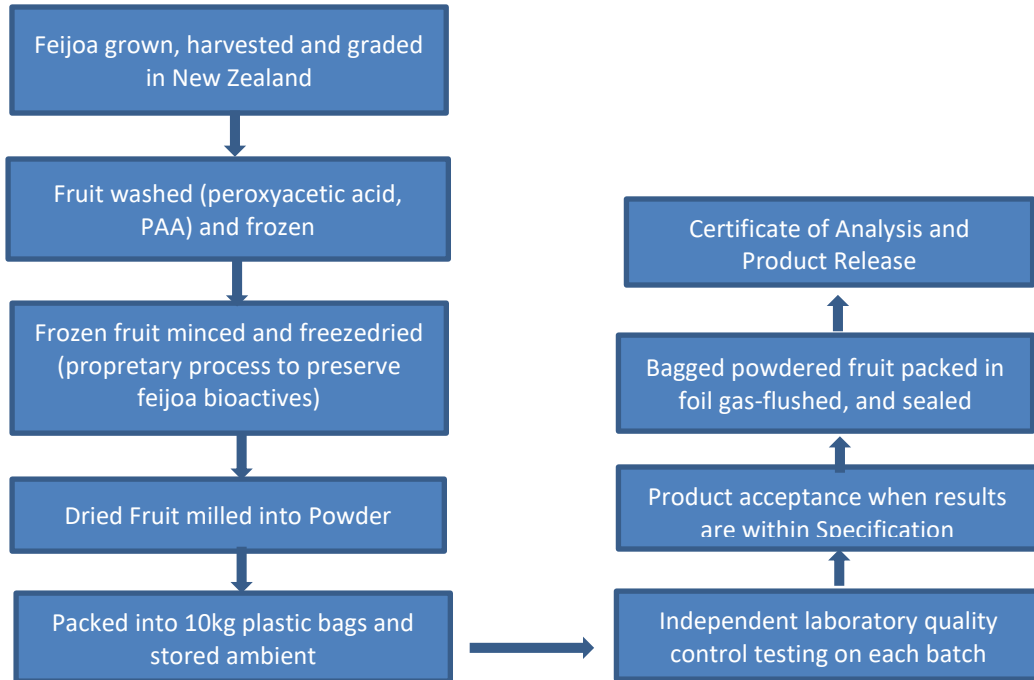 Feijoa grown, harvested and graded
in New Zealand
Fruit washed (peroxyacetic acid,
PAA) and frozen
Frozen fruit minced and freezedried
(propretary process to preserve
feijoa bioactives)
Dried Fruit milled into Powder
Packed into 10kg plastic bags and
stored ambient
Independent laboratory quality
control testing on each batch
Product acceptance when results
are within Specification
Bagged powdered fruit packed in
foil gas-flushed, and sealed
Certificate of Analysis and
Product Release